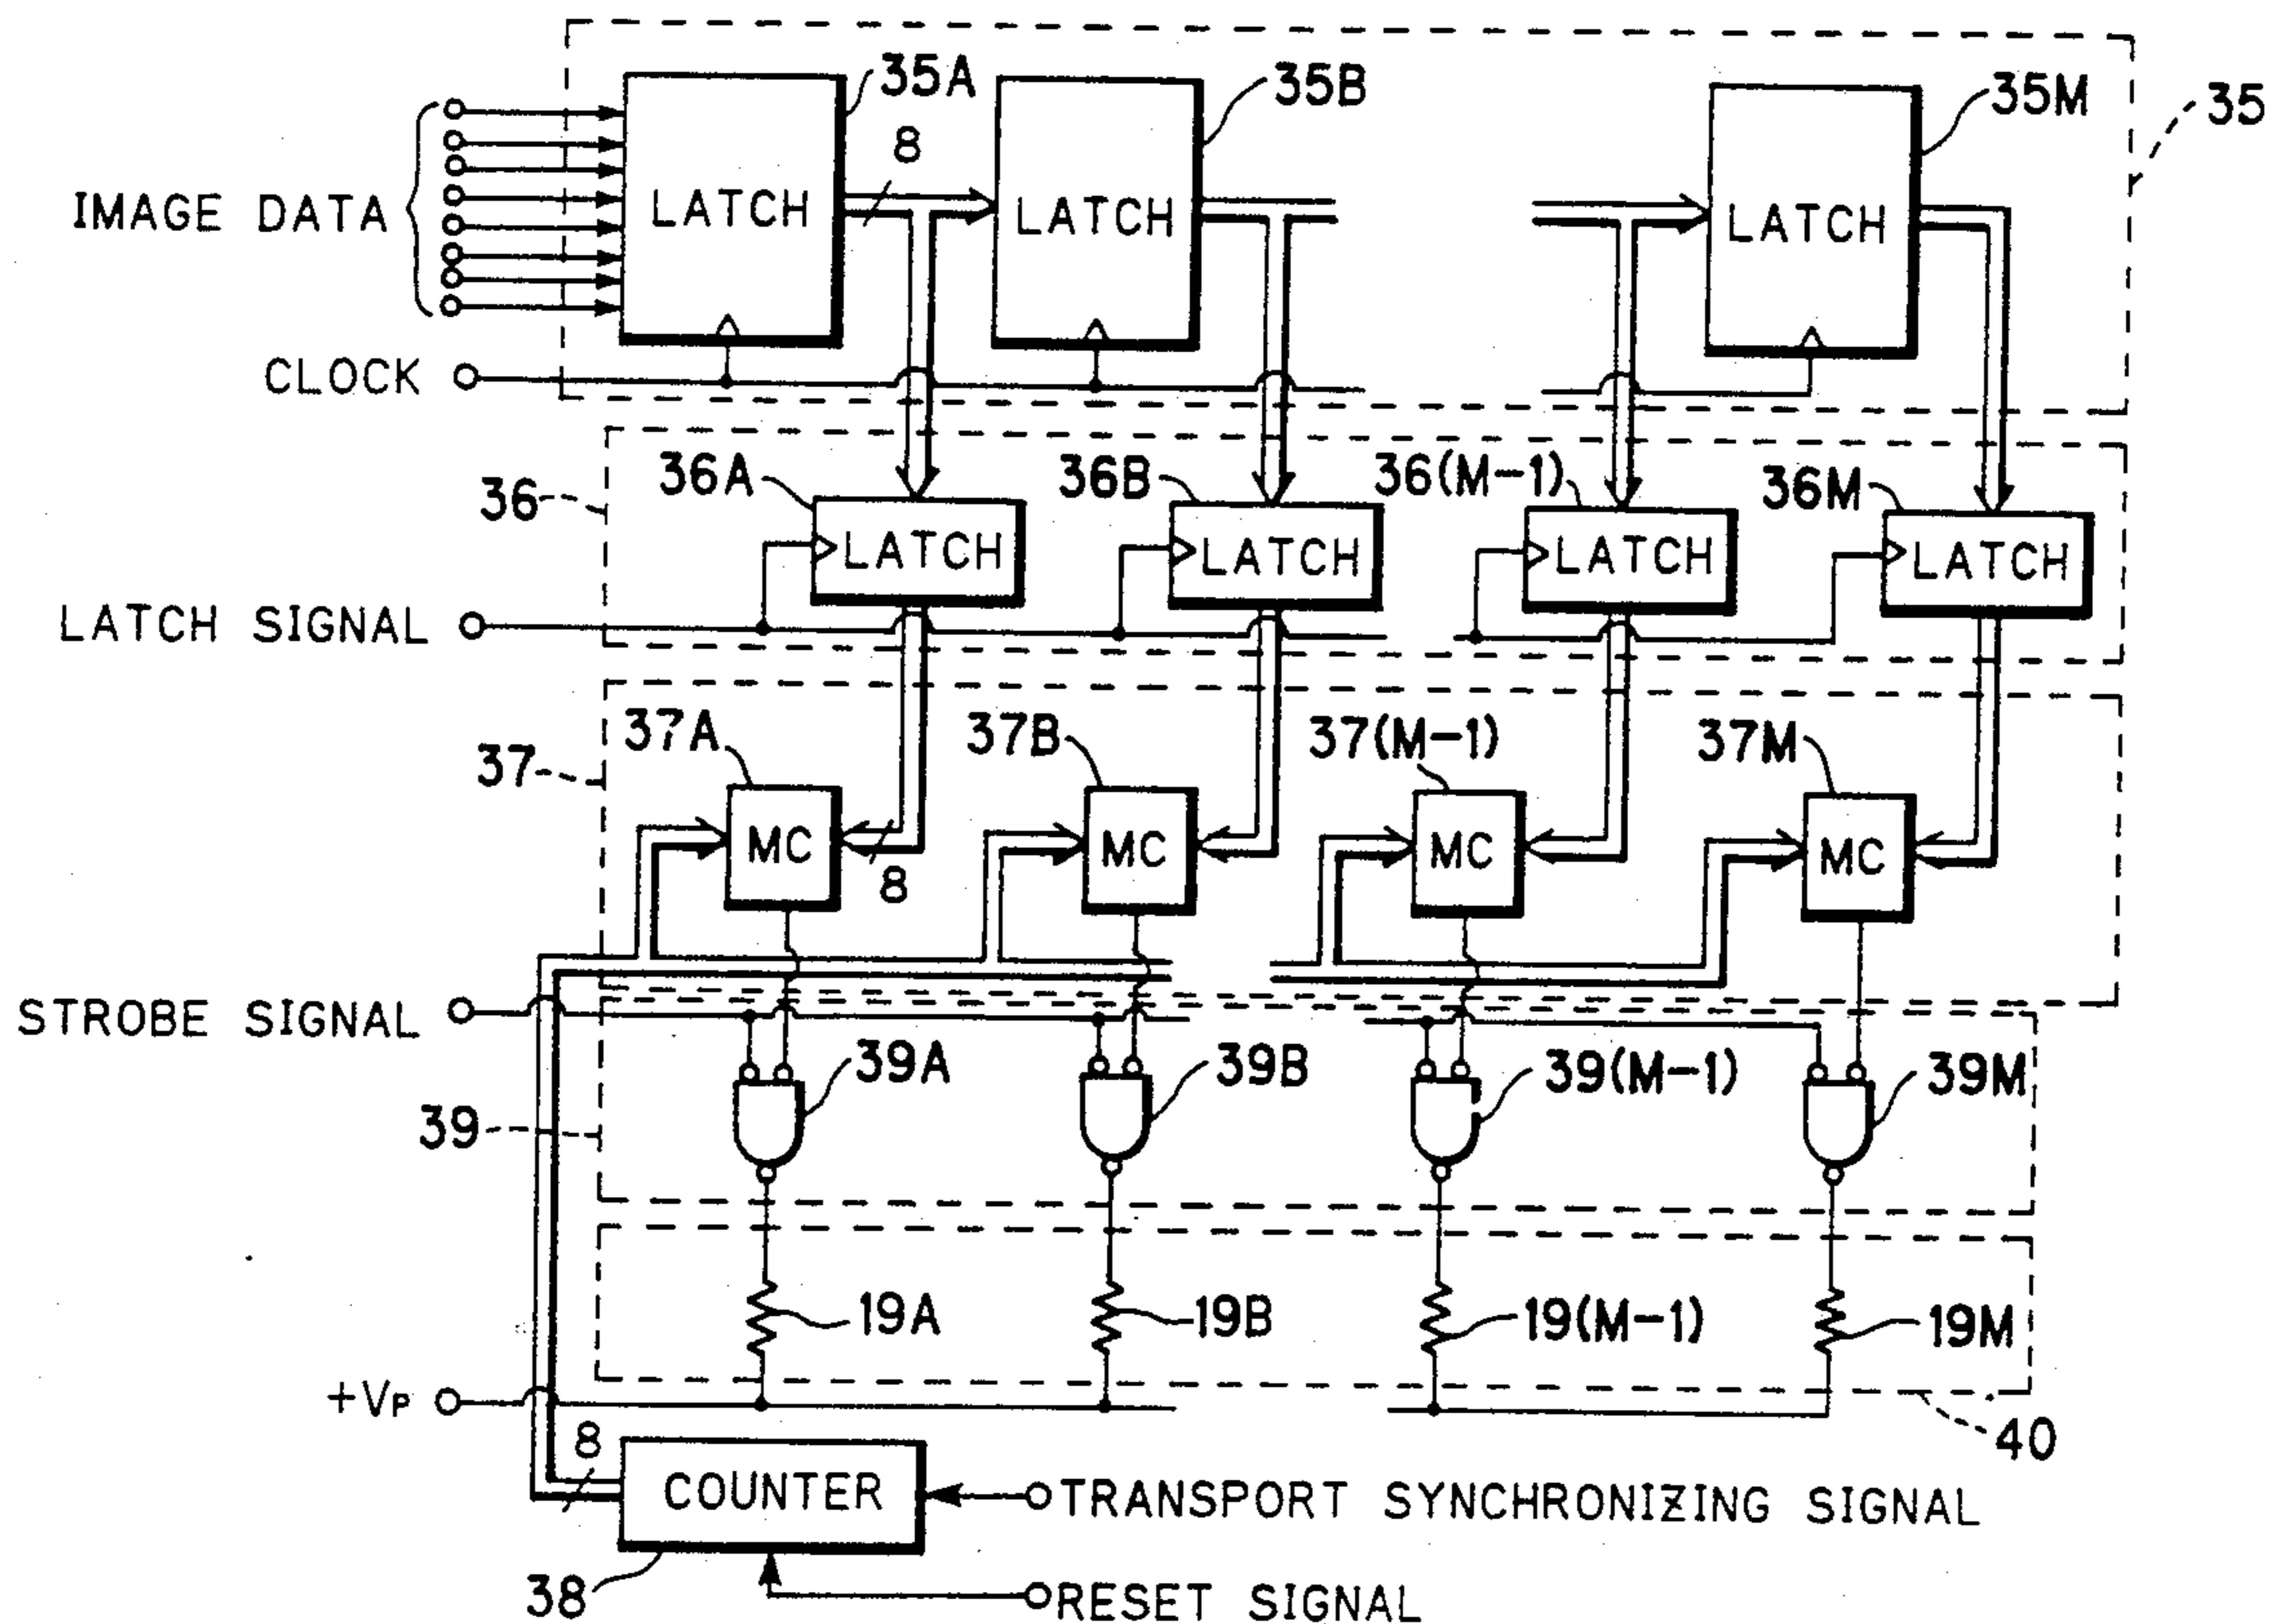 35A
35B
35M
35
8
IMAGE DATA
LATCH
LATCH
LATCH
CLOCK
36
36A
36B
36(M-1)
36M
LATCH
LATCH
LATCH
LATCH
LATCH SIGNAL
37
37A
37B
37(M-1)
37M
MC
MC
MC
MC
8
STROBE SIGNAL
39
39A
39B
39(M-1)
39M
19A
19B
19(M-1)
19M
+VP
40
8
COUNTER
TRANSPORT SYNCHRONIZING SIGNAL
38
RESET SIGNAL